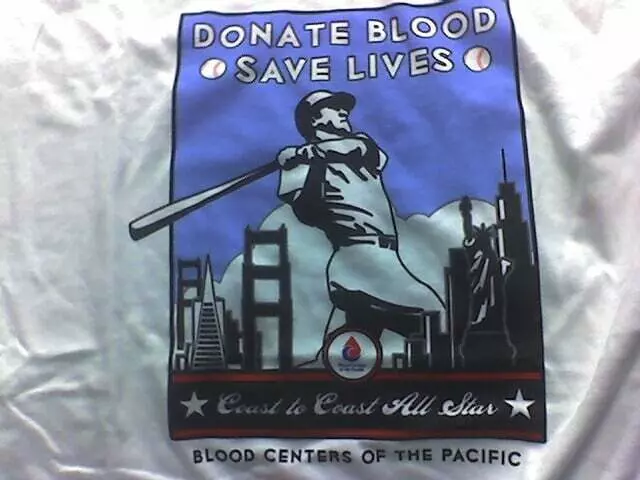 DONATE BLOOD
SAVE LIVES
Coast to Coast All Star
BLOOD CENTERS OF THE PACIFIC